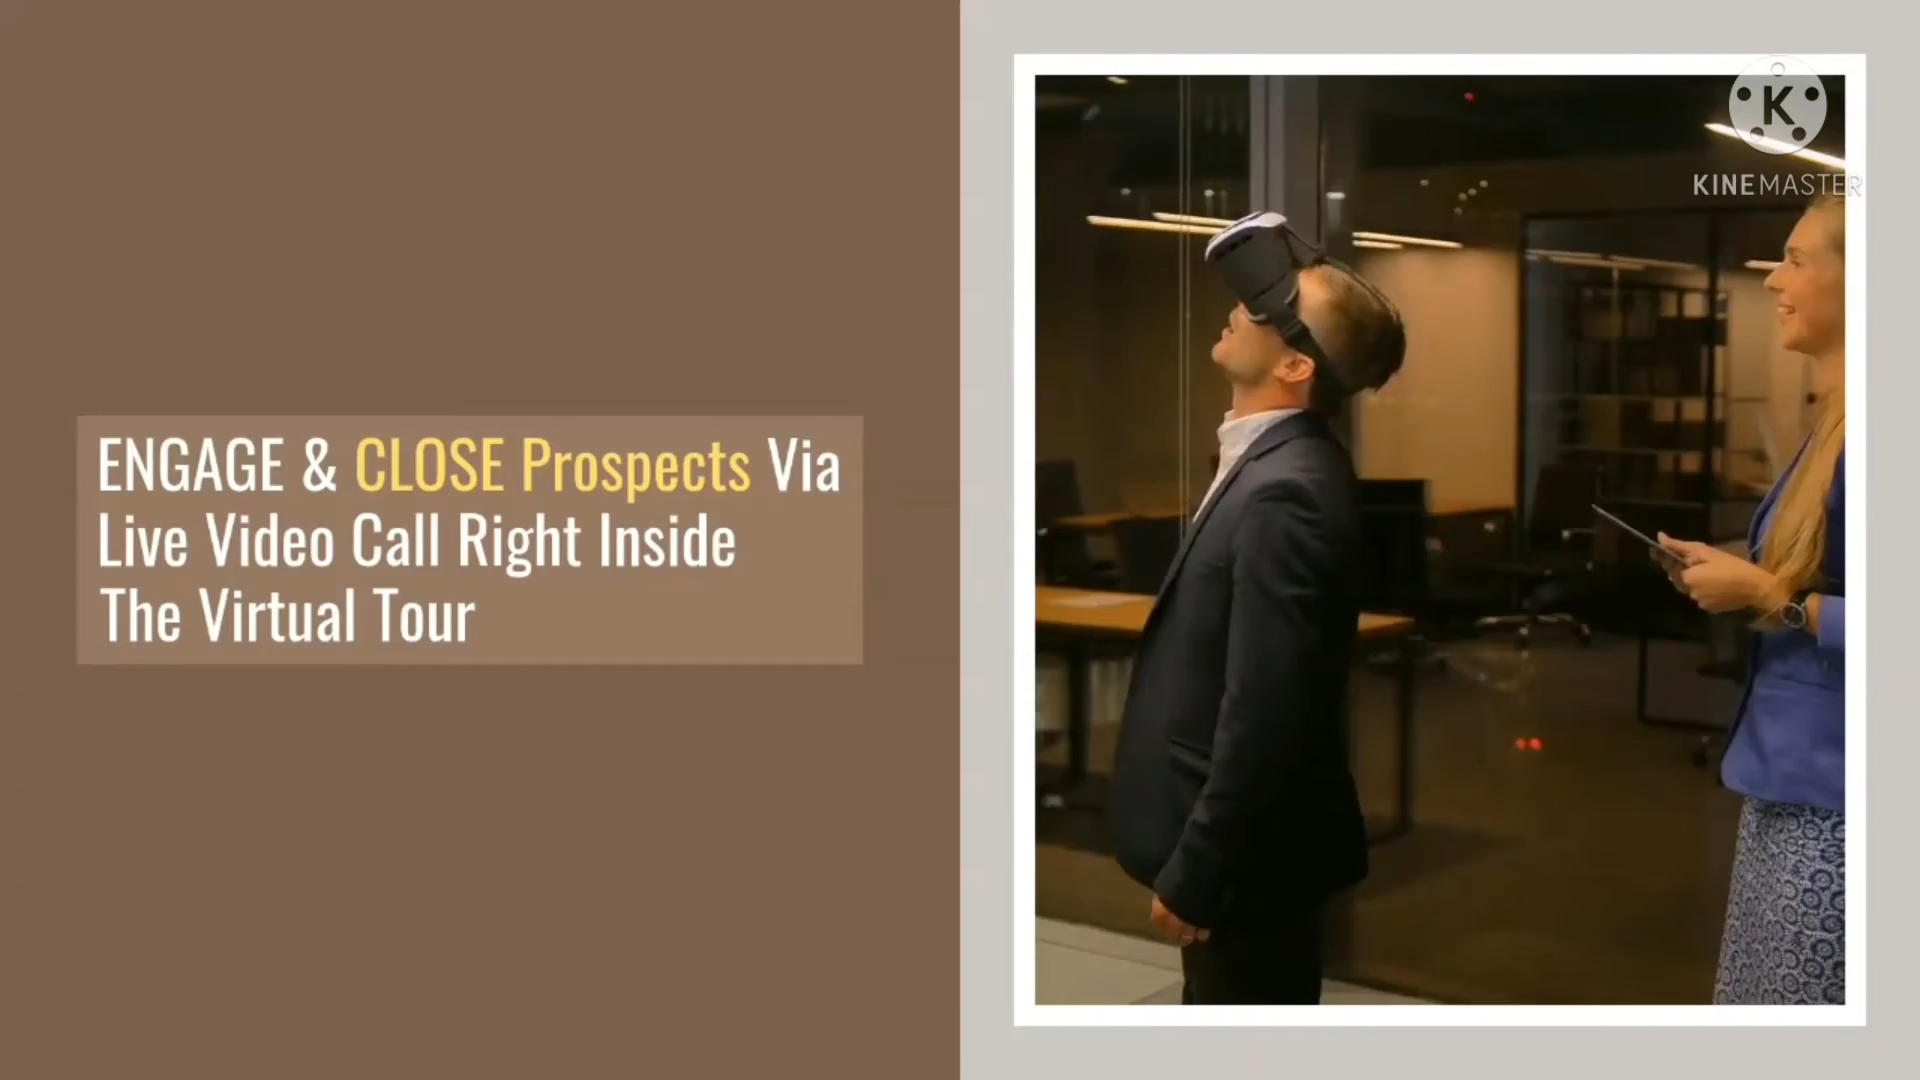 ENGAGE & CLOSE Prospects Via
Live Video Call Right Inside
The Virtual Tour
K
KINEMASTER